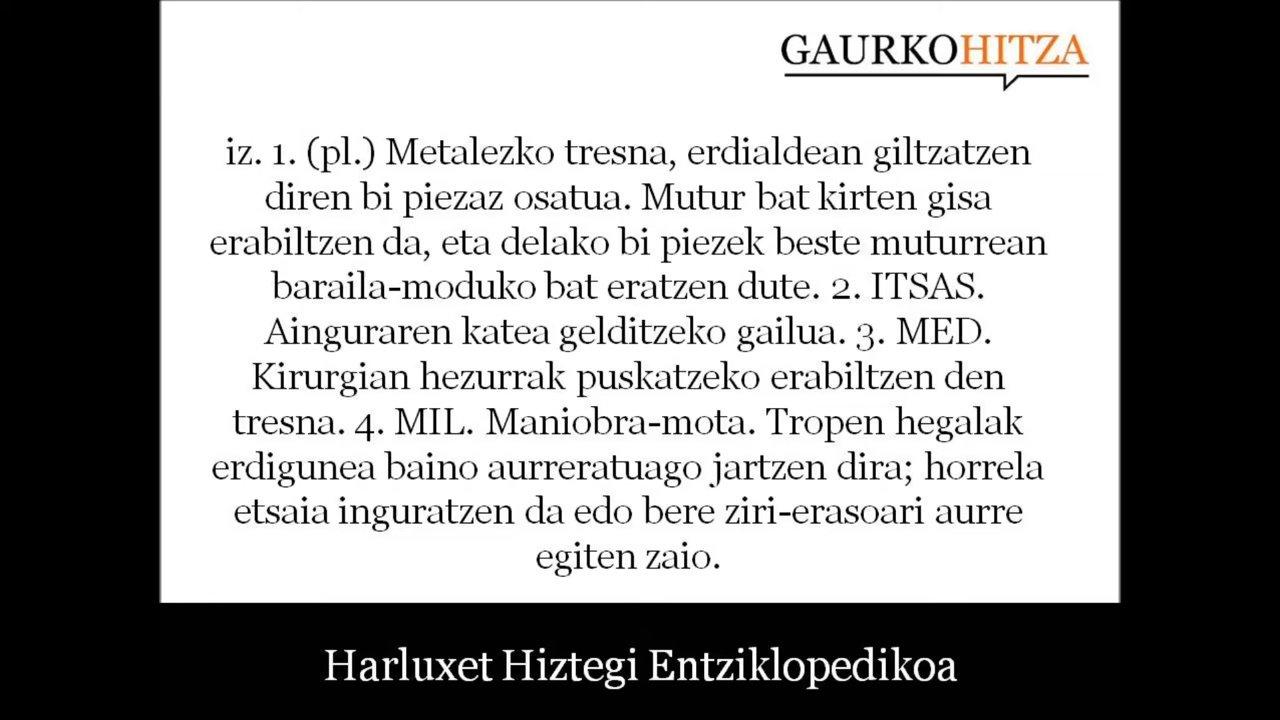 GAURKOHITZA
iz. 1. (pl.) Metalezko tresna, erdialdean giltzatzen
diren bi piezaz osatua. Mutur bat kirten gisa
erabiltzen da, eta delako bi piezek beste muturrean
baraila-moduko bat eratzen dute. 2. ITSAS.
Ainguraren katea gelditzeko gailua. 3. MED.
Kirurgian hezurrak puskatzeko erabiltzen den
tresna. 4. MIL. Maniobra-mota. Tropen hegalak
erdigunea baino aurreratuago jartzen dira; horrela
etsaia inguratzen da edo bere ziri-erasoari aurre
egiten zaio.
Harluxet Hiztegi Entziklopedikoa